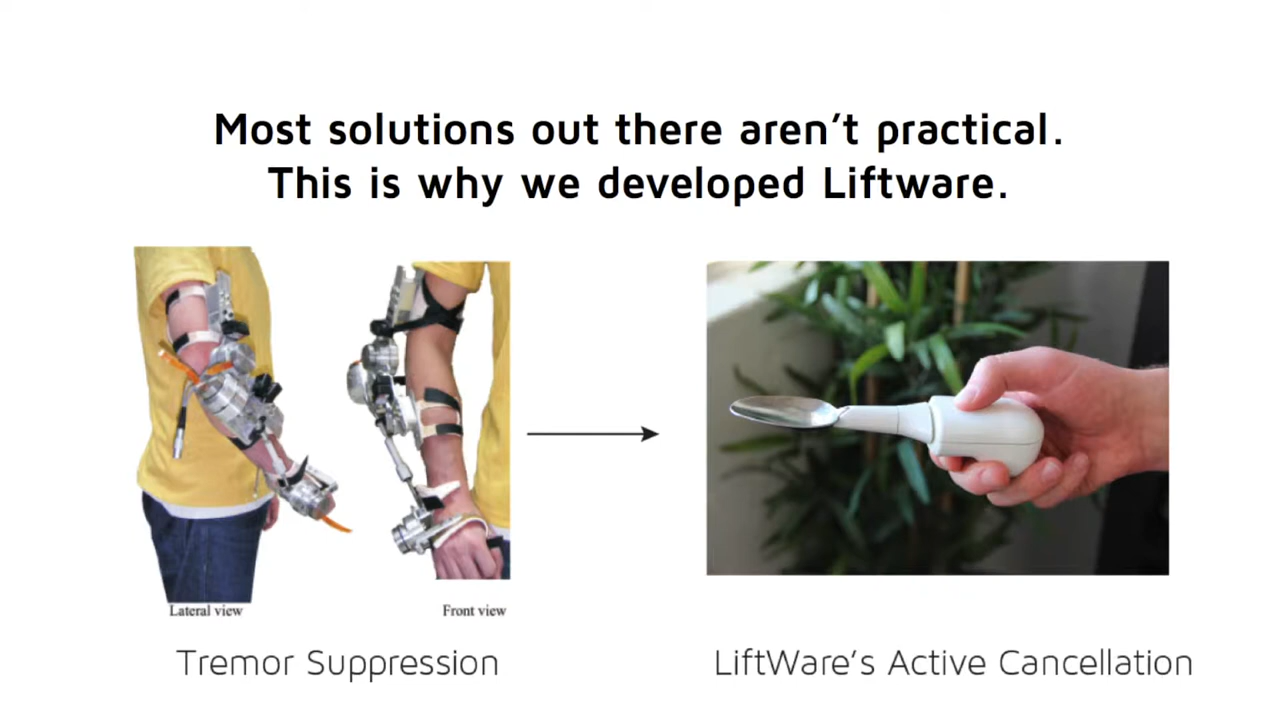 Most solutions out there aren't practical.
This is why we developed Liftware.
Lateral view
Front view
Tremor Suppression
LiftWare's Active Cancellation